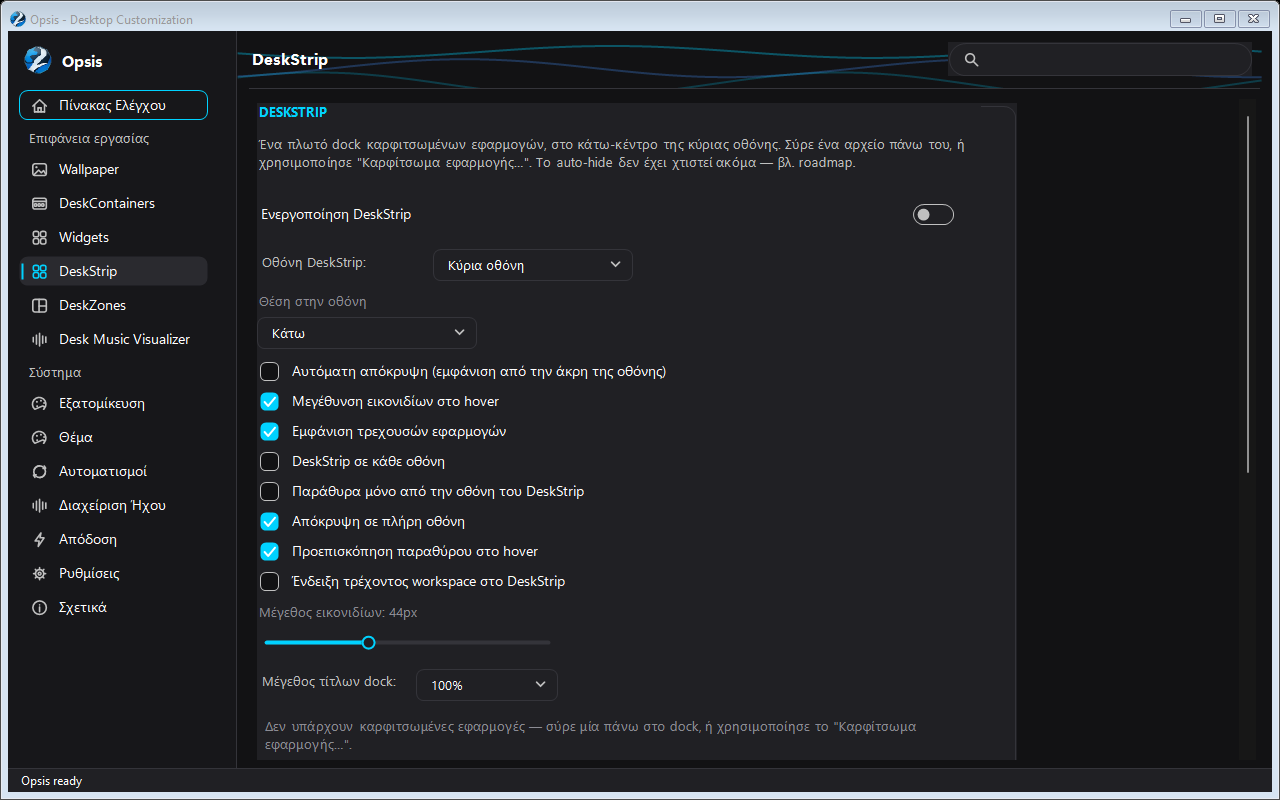 Opsis - Desktop Customization
Opsis
DeskStrip
Πίνακας Ελέγχου
Επιφάνεια εργασίας
Wallpaper
DeskContainers
Widgets
DeskStrip
DeskZones
Desk Music Visualizer
Σύστημα
Εξατομίκευση
Θέμα
Αυτοματισμοί
Διαχείριση Ήχου
Απόδοση
Ρυθμίσεις
Σχετικά
DESKSTRIP
Ένα πλωτό dock καρφιτσωμένων εφαρμογών, στο κάτω-κέντρο της κύριας οθόνης. Σύρε ένα αρχείο πάνω του, ή
χρησιμοποίησε "Καρφίτσωμα εφαρμογής...". Το auto-hide δεν έχει χτιστεί ακόμα — βλ. roadmap.
Ενεργοποίηση DeskStrip
Οθόνη DeskStrip:
Κύρια οθόνη
Θέση στην οθόνη
Κάτω
Αυτόματη απόκρυψη (εμφάνιση από την άκρη της οθόνης)
Μεγέθυνση εικονιδίων στο hover
Εμφάνιση τρεχουσών εφαρμογών
DeskStrip σε κάθε οθόνη
Παράθυρα μόνο από την οθόνη του DeskStrip
Απόκρυψη σε πλήρη οθόνη
Προεπισκόπηση παραθύρου στο hover
Ένδειξη τρέχοντος workspace στο DeskStrip
Μέγεθος εικονιδίων: 44px
Μέγεθος τίτλων dock:
100%
Δεν υπάρχουν καρφιτσωμένες εφαρμογές — σύρε μία πάνω στο dock, ή χρησιμοποίησε το "Καρφίτσωμα
εφαρμογής...".
Opsis ready